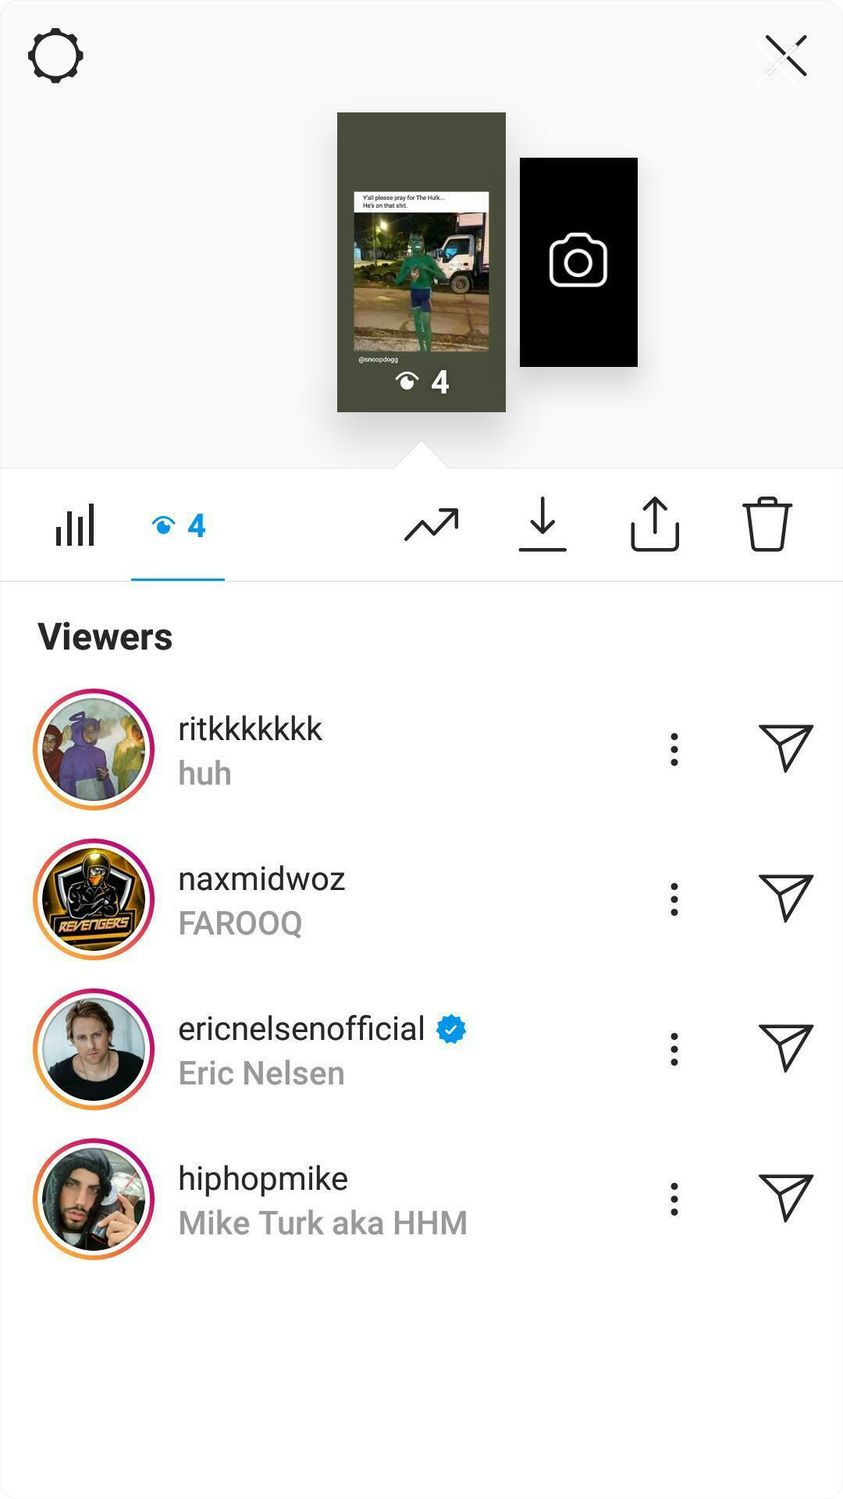 Y'all please pray for The Hulk...
He's on that shit.
@snoopdogg
4
4
Viewers
ritkkkkkkk
huh
naxmidwoz
FAROOQ
REVENGERS
ericnelsenofficial
Eric Nelsen
hiphopmike
Mike Turk aka HHM